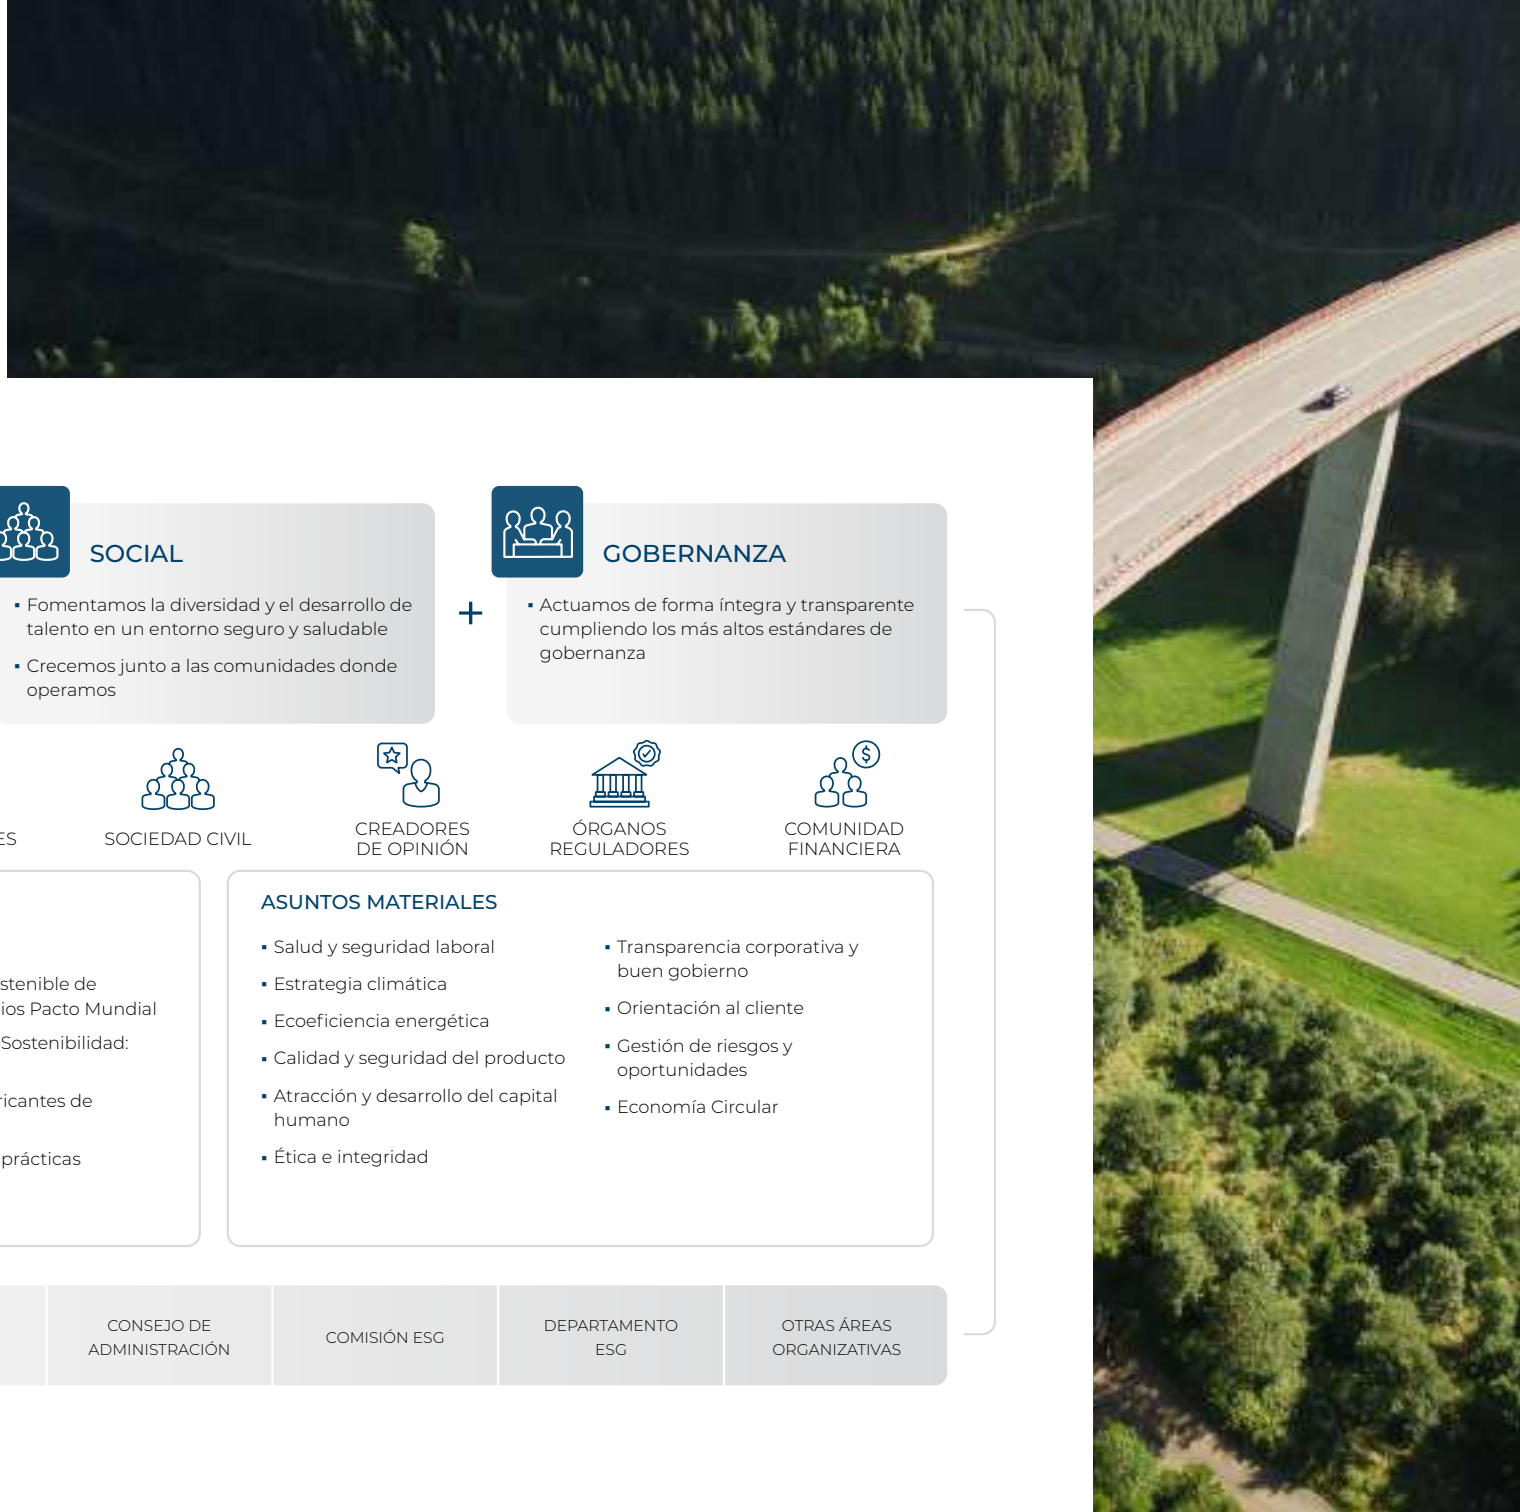 SOCIAL
▪ Fomentamos la diversidad y el desarrollo de
talento en un entorno seguro y saludable
▪ Crecemos junto a las comunidades donde
operamos
+
GOBERNANZA
▪ Actuamos de forma íntegra y transparente
cumpliendo los más altos estándares de
gobernanza
SOCIEDAD CIVIL
CREADORES
DE OPINIÓN
ÓRGANOS
REGULADORES
COMUNIDAD
FINANCIERA
de
Pacto Mundial
Sostenibilidad:
de
prácticas
ASUNTOS MATERIALES
▪ Salud y seguridad laboral
▪ Estrategia climática
▪ Ecoeficiencia energética
▪ Calidad y seguridad del producto
▪ Atracción y desarrollo del capital
humano
▪ Ética e integridad
▪ Transparencia corporativa y
buen gobierno
▪ Orientación al cliente
▪ Gestión de riesgos y
oportunidades
▪ Economía Circular
CONSEJO DE
ADMINISTRACIÓN
COMISIÓN ESG
DEPARTAMENTO
ESG
OTRAS ÁREAS
ORGANIZATIVAS